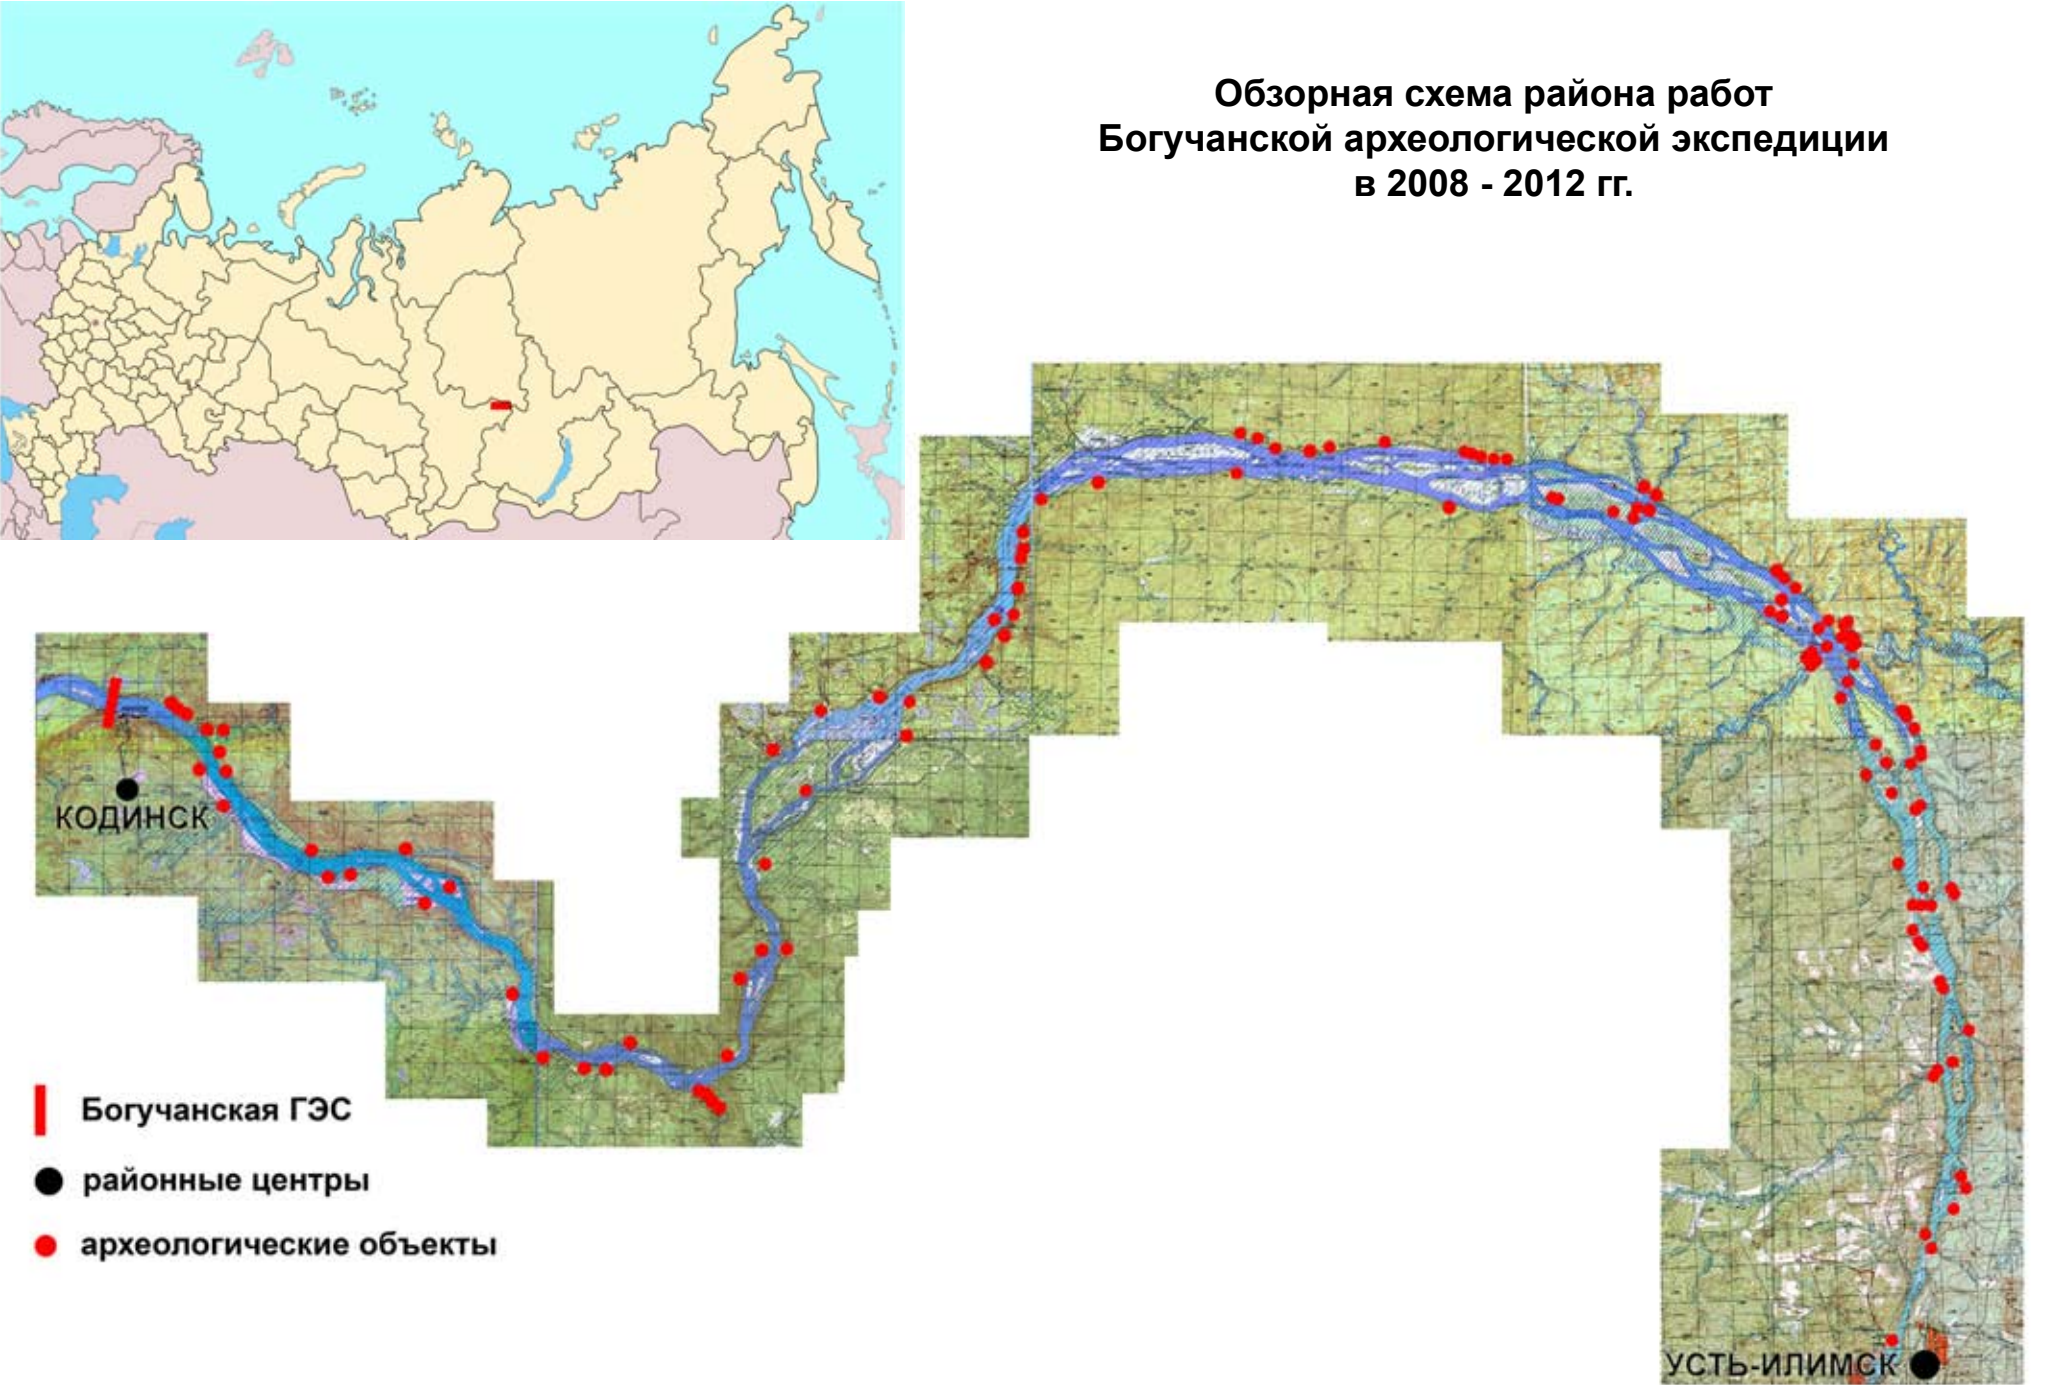 Обзорная схема района работ
Богучанской археологической экспедиции
в 2008 - 2012 гг.
КОДИНСК
Богучанская ГЭС
районные центры
археологические объекты
УСТЬ-ИЛИМСК